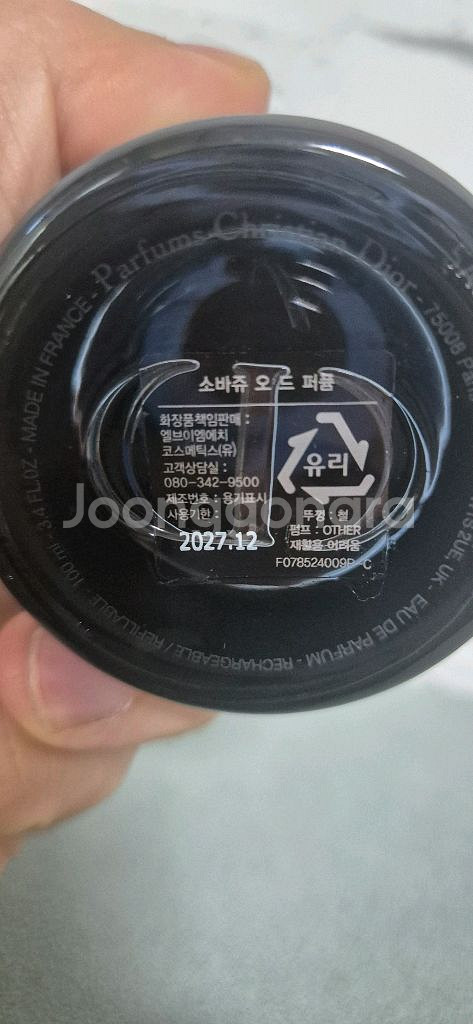 Parfums Christian Dior - 75008
MADE IN FRANCE -
100 ml 3.4 FL.OZ -
EAU DE PARFUM - RECHARGEABLE / REFILLABLE
UK -
소바쥬 오 드 퍼퓸
화장품책임판매 :
엘브이엠에치
코스메틱스(유)
고객상담실 :
080-342-9500
제조번호 : 용기표시
사용기한 :
2027.12
유리
뚜껑 : 철
펌프 : OTHER
재활용 어려움
F078524009P-C
Joonggonara